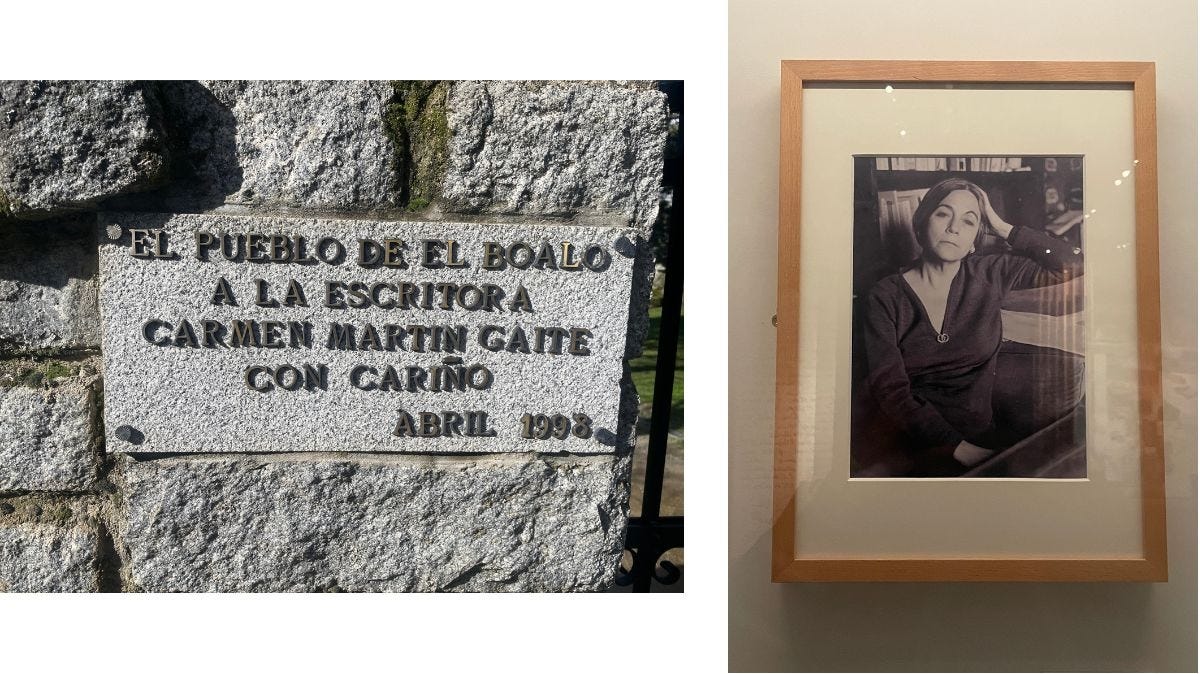 EL PUEBLO DE EL BOALO
A LA ESCRITORA
CARMEN MARTIN GAITE
CON CARIÑO
ABRIL 1998